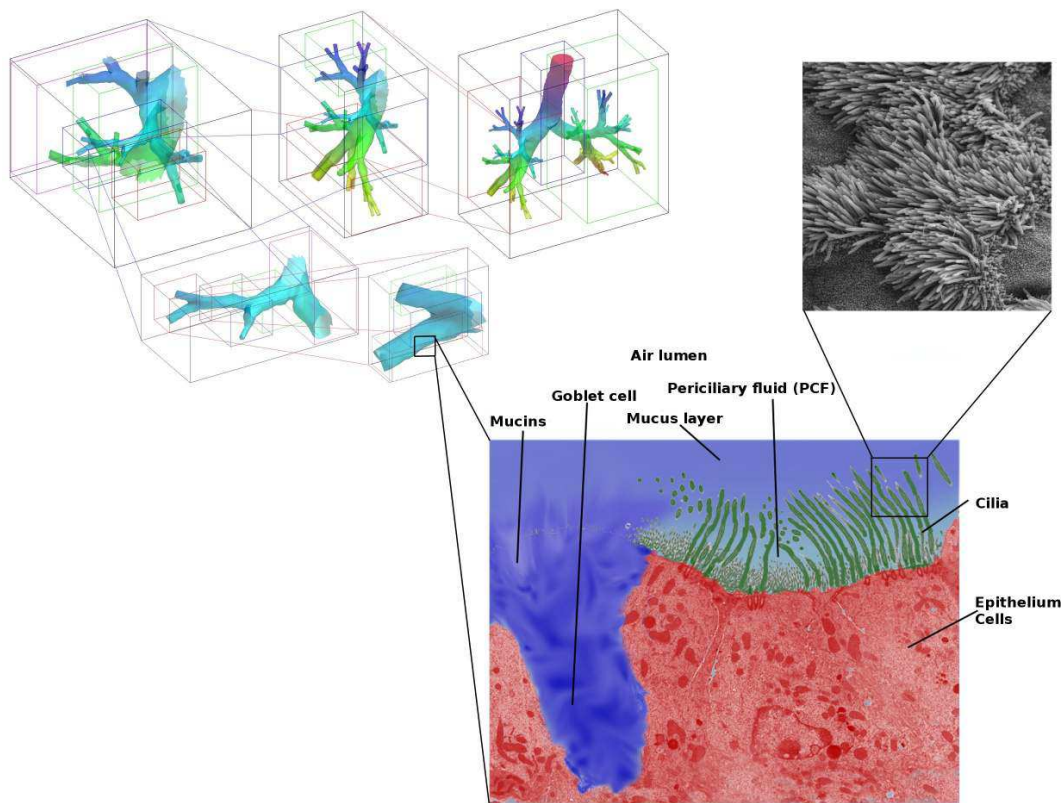 Air lumen
Periciliary fluid (PCF)
Goblet cell
Mucus layer
Mucins
Cilia
Epithelium
Cells